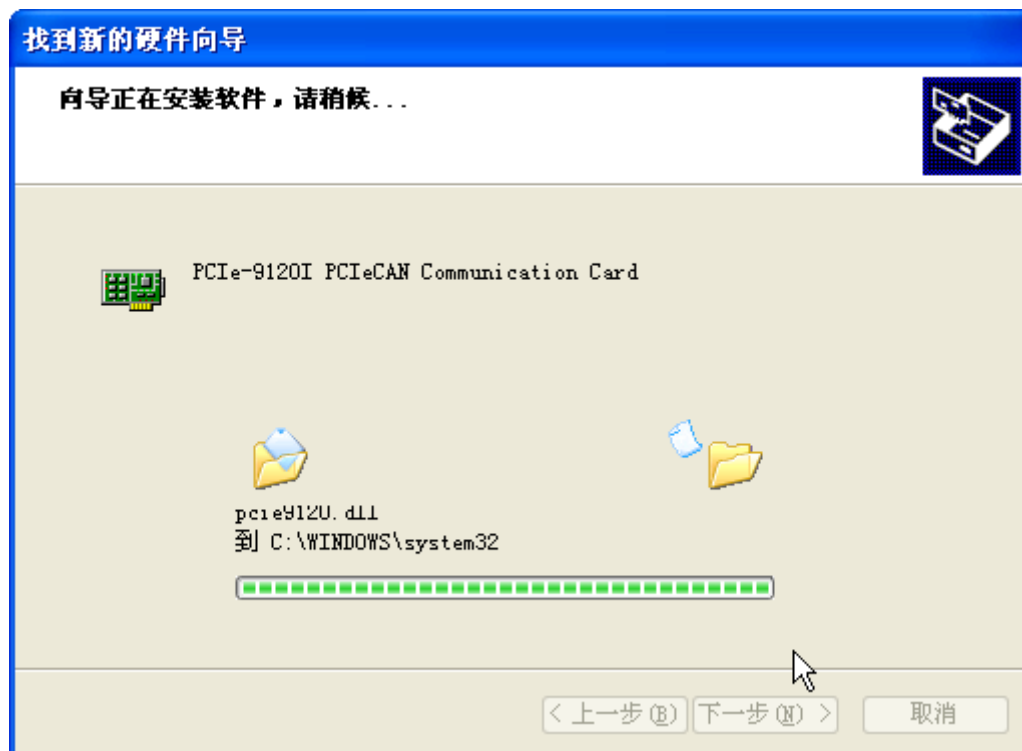 找到新的硬件向导
向导正在安装软件，请稍候...
PCIe-9120I PCIeCAN Communication Card
pcie9120.dll
到 C:\WINDOWS\system32
< 上一步(B) 下一步(N) > 取消